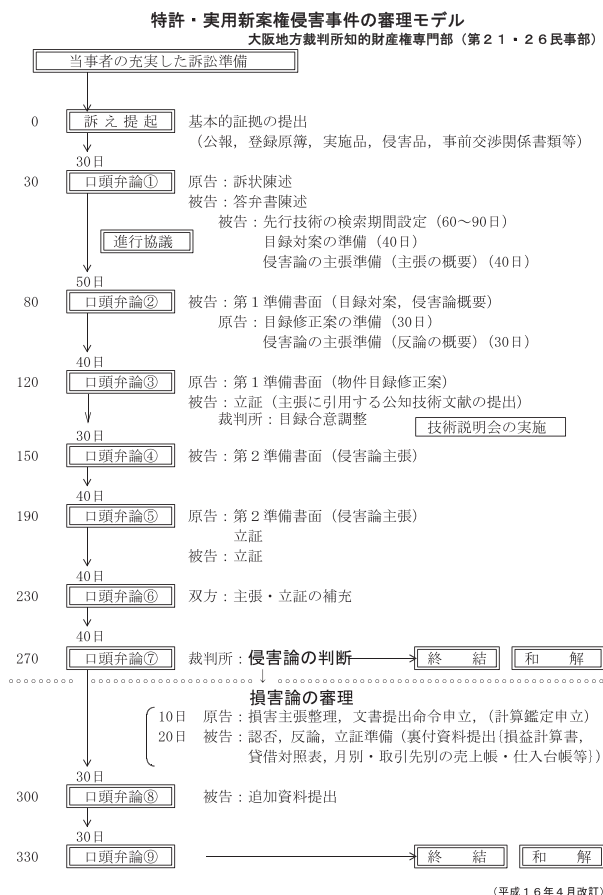 特許・実用新案権侵害事件の審理モデル
大阪地方裁判所知的財産権専門部（第２１・２６民事部）
当事者の充実した訴訟準備
0 訴え提起 基本的証拠の提出
（公報，登録原簿，実施品，侵害品，事前交渉関係書類等）
30日
30 口頭弁論① 原告：訴状陳述
被告：答弁書陳述
被告：先行技術の検索期間設定（60～90日）
進行協議 目録対案の準備（40日）
侵害論の主張準備（主張の概要）（40日）
50日
80 口頭弁論② 被告：第１準備書面（目録対案，侵害論概要）
原告：目録修正案の準備（30日）
侵害論の主張準備（反論の概要）（30日）
40日
120 口頭弁論③ 原告：第１準備書面（物件目録修正案）
被告：立証（主張に引用する公知技術文献の提出）
裁判所：目録合意調整 技術説明会の実施
30日
150 口頭弁論④ 被告：第２準備書面（侵害論主張）
40日
190 口頭弁論⑤ 原告：第２準備書面（侵害論主張）
立証
被告：立証
40日
230 口頭弁論⑥ 双方：主張・立証の補充
40日
270 口頭弁論⑦ 裁判所：侵害論の判断 終　結 和　解
損害論の審理
10日 原告：損害主張整理，文書提出命令申立，（計算鑑定申立）
20日 被告：認否，反論，立証準備（裏付資料提出{損益計算書，
貸借対照表，月別・取引先別の売上帳・仕入台帳等}）
30日
300 口頭弁論⑧ 被告：追加資料提出
30日
330 口頭弁論⑨ 終　結 和　解
（平成１６年４月改訂）